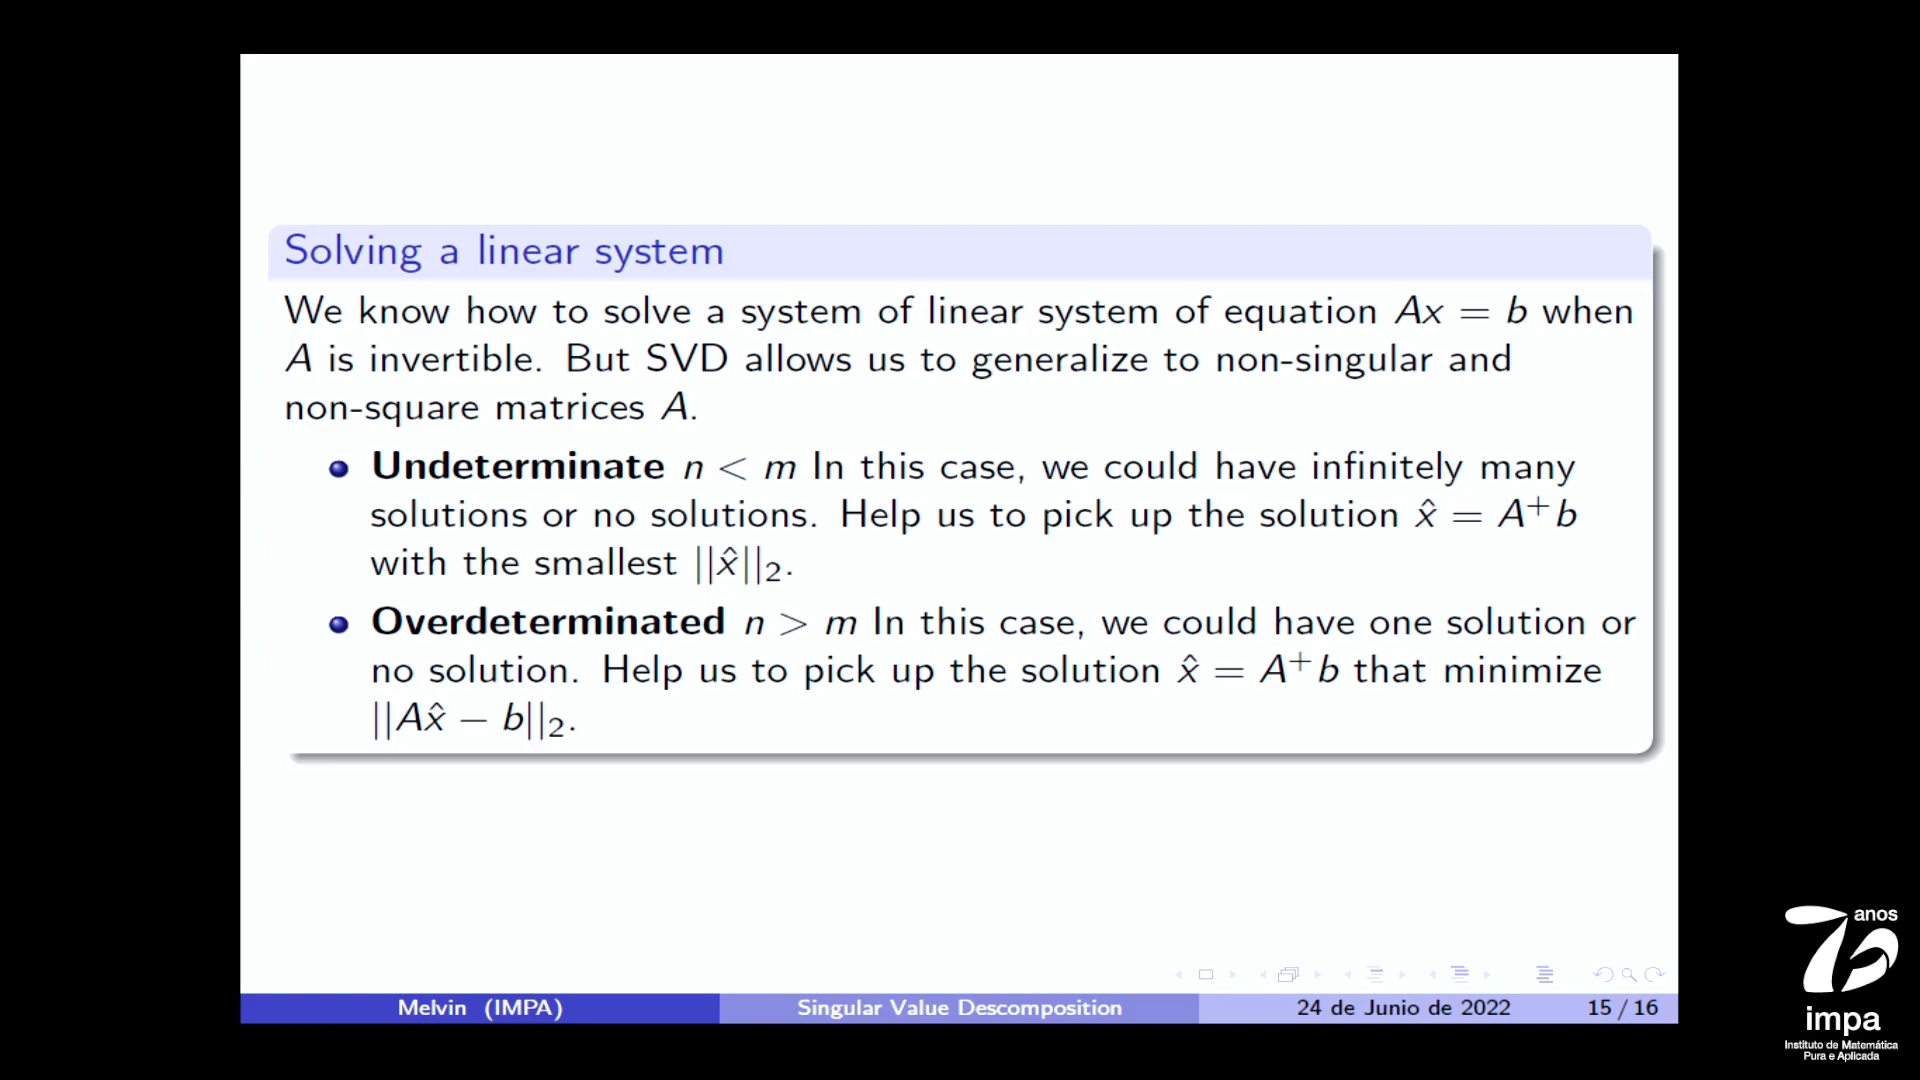 Solving a linear system
We know how to solve a system of linear system of equation Ax = b when
A is invertible. But SVD allows us to generalize to non-singular and
non-square matrices A.
Undeterminate n < m In this case, we could have infinitely many
solutions or no solutions. Help us to pick up the solution x̂ = A⁺b
with the smallest ||x̂||₂.
Overdeterminated n > m In this case, we could have one solution or
no solution. Help us to pick up the solution x̂ = A⁺b that minimize
||Ax̂ − b||₂.
Melvin (IMPA) Singular Value Descomposition 24 de Junio de 2022 15 / 16
70 anos
impa
Instituto de Matemática
Pura e Aplicada